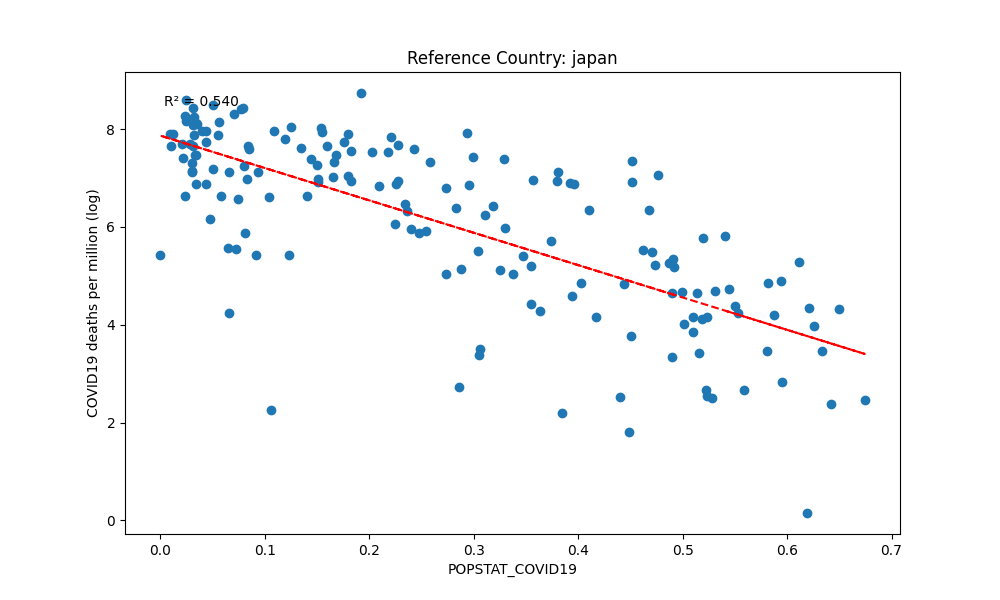 Reference Country: japan
R² = 0.540
COVID19 deaths per million (log)
8
6
4
2
0
0.0 0.1 0.2 0.3 0.4 0.5 0.6 0.7
POPSTAT_COVID19